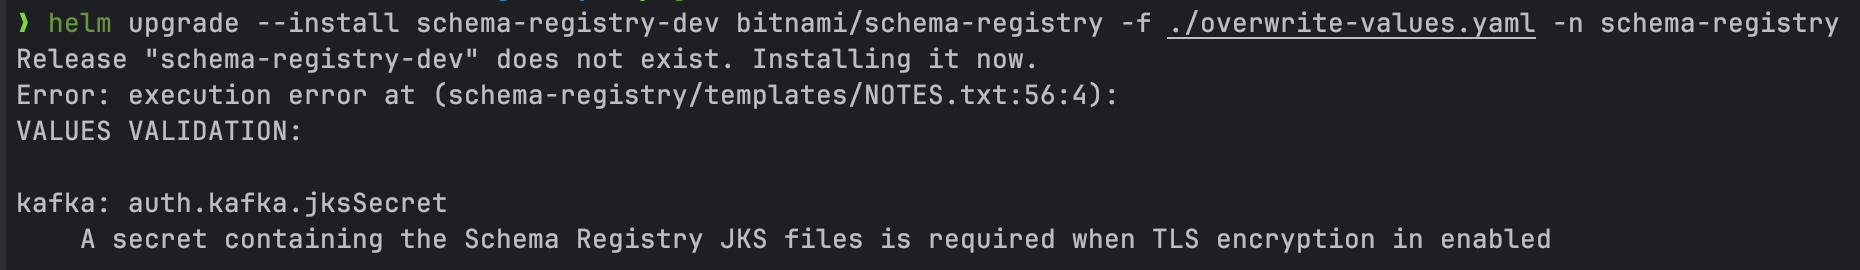 ❯ helm upgrade --install schema-registry-dev bitnami/schema-registry -f ./overwrite-values.yaml -n schema-registry
Release "schema-registry-dev" does not exist. Installing it now.
Error: execution error at (schema-registry/templates/NOTES.txt:56:4):
VALUES VALIDATION:
kafka: auth.kafka.jksSecret
    A secret containing the Schema Registry JKS files is required when TLS encryption in enabled